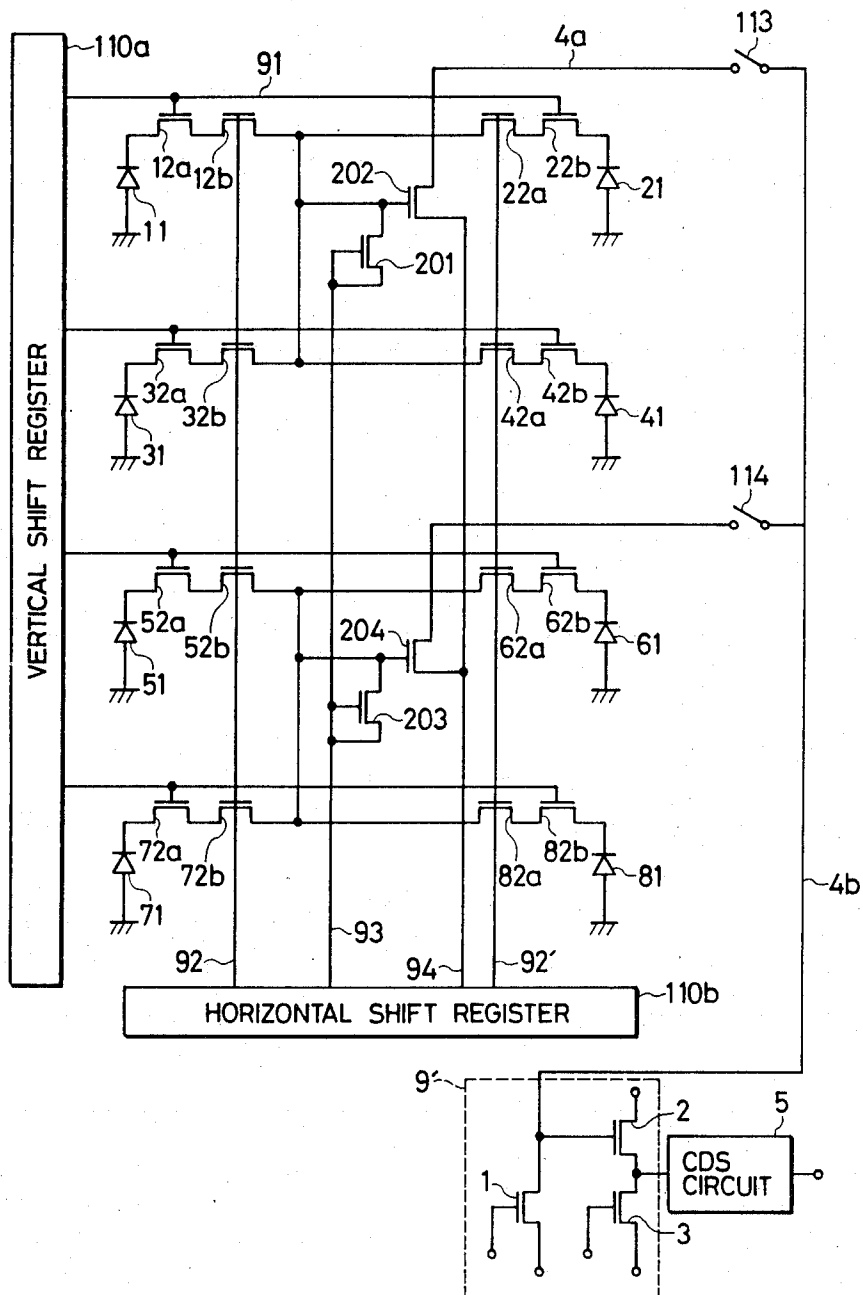 110a
91
4a
113
12a
12b
202
22a
22b
11
201
21
32a
32b
42a
42b
31
41
114
52a
52b
204
62a
62b
51
203
61
72a
72b
82a
82b
71
81
4b
92
93
94
92′
VERTICAL SHIFT REGISTER
HORIZONTAL SHIFT REGISTER
110b
9′
2
5
1
CDS
CIRCUIT
3